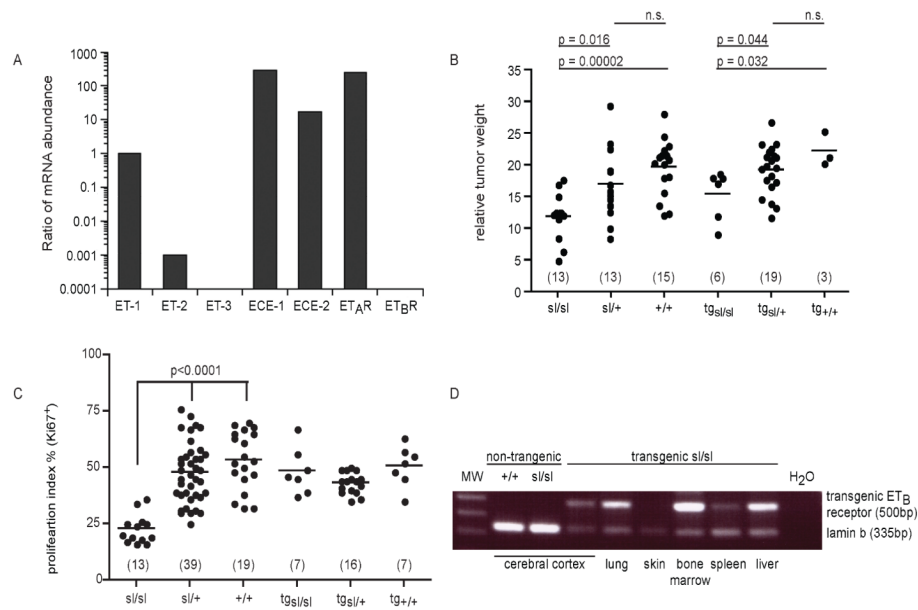 A
Ratio of mRNA abundance
1000
100
10
1
0.1
0.01
0.001
0.0001
ET-1 ET-2 ET-3 ECE-1 ECE-2 ETAR ETBR
B
n.s. n.s.
p = 0.016 p = 0.044
p = 0.00002 p = 0.032
relative tumor weight
35
30
25
20
15
10
5
0
(13) (13) (15) (6) (19) (3)
sl/sl sl/+ +/+ tgsl/sl tgsl/+ tg+/+
C
p<0.0001
prolifeartion index % (Ki67+)
100
75
50
25
0
(13) (39) (19) (7) (16) (7)
sl/sl sl/+ +/+ tgsl/sl tgsl/+ tg+/+
D
non-trangenic transgenic sl/sl
MW +/+ sl/sl H2O
transgenic ETB
receptor (500bp)
lamin b (335bp)
cerebral cortex lung skin bone spleen liver
marrow